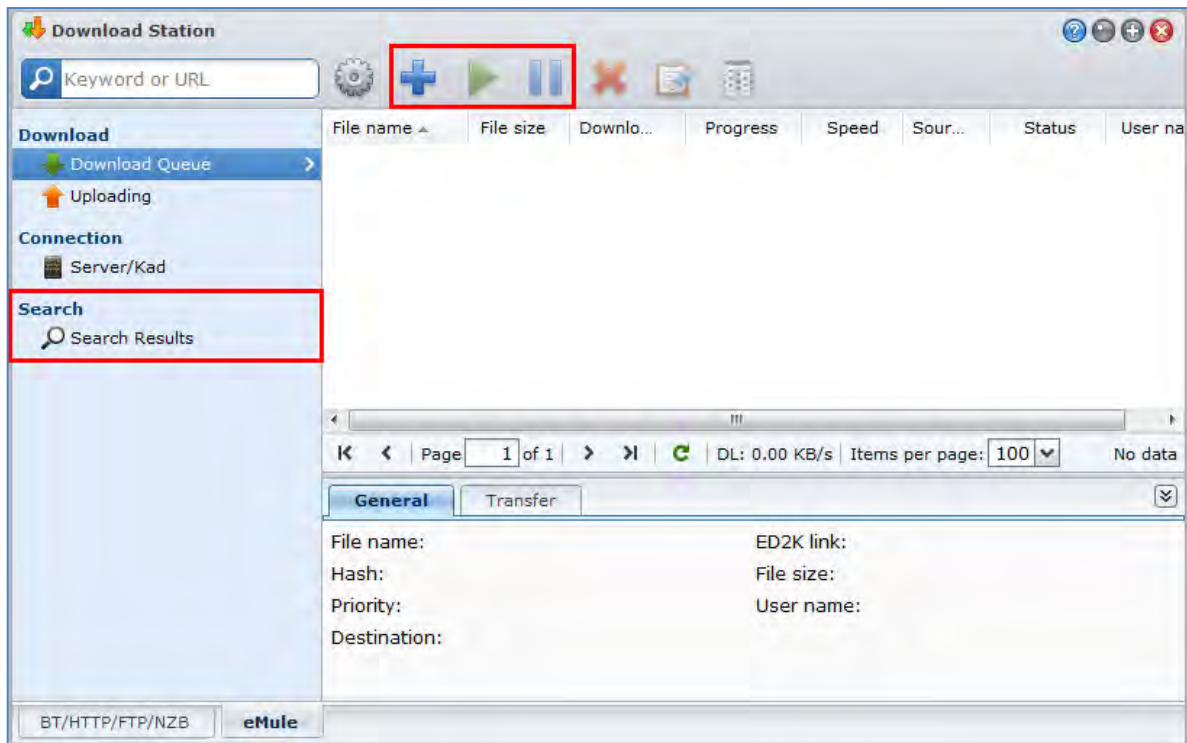 Download Station
Keyword or URL
Download
Download Queue
Uploading
Connection
Server/Kad
Search
Search Results
File name File size Downlo... Progress Speed Sour... Status User na
Page 1 of 1 DL: 0.00 KB/s Items per page: 100 No data
General Transfer
File name: ED2K link:
Hash: File size:
Priority: User name:
Destination:
BT/HTTP/FTP/NZB eMule